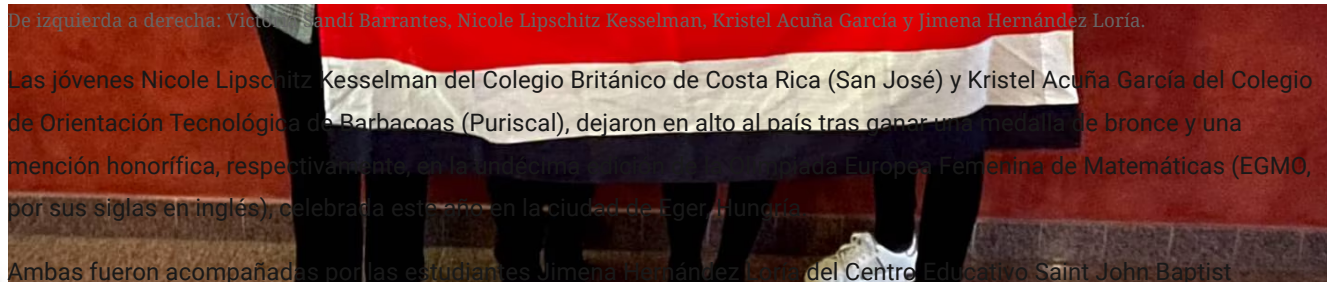 De izquierda a derecha: Victoria Sandí Barrantes, Nicole Lipschitz Kesselman, Kristel Acuña García y Jimena Hernández Loría.
Las jóvenes Nicole Lipschitz Kesselman del Colegio Británico de Costa Rica (San José) y Kristel Acuña García del Colegio
de Orientación Tecnológica de Barbacoas (Puriscal), dejaron en alto al país tras ganar una medalla de bronce y una
mención honorífica, respectivamente, en la undécima edición de la Olimpiada Europea Femenina de Matemáticas (EGMO,
por sus siglas en inglés), celebrada este año en la ciudad de Eger, Hungría.
Ambas fueron acompañadas por las estudiantes Jimena Hernández Loría del Centro Educativo Saint John Baptist